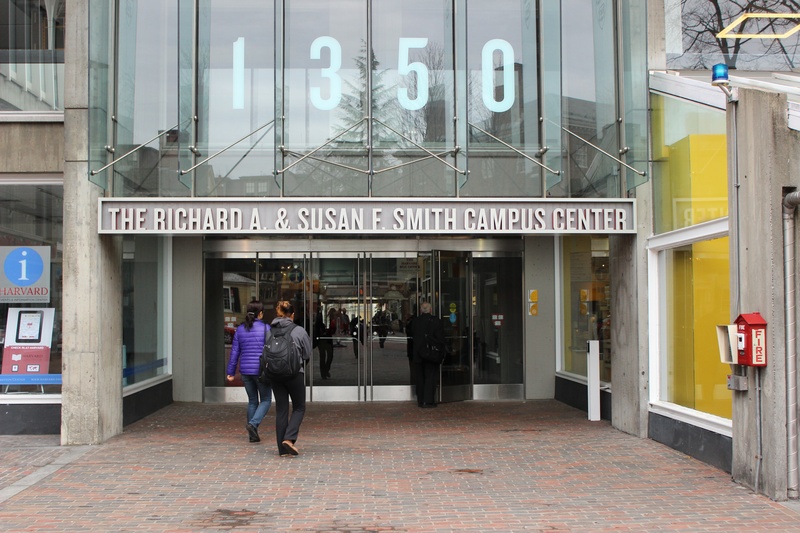 1350
THE RICHARD A. & SUSAN F. SMITH CAMPUS CENTER
i
HARVARD
FIRE